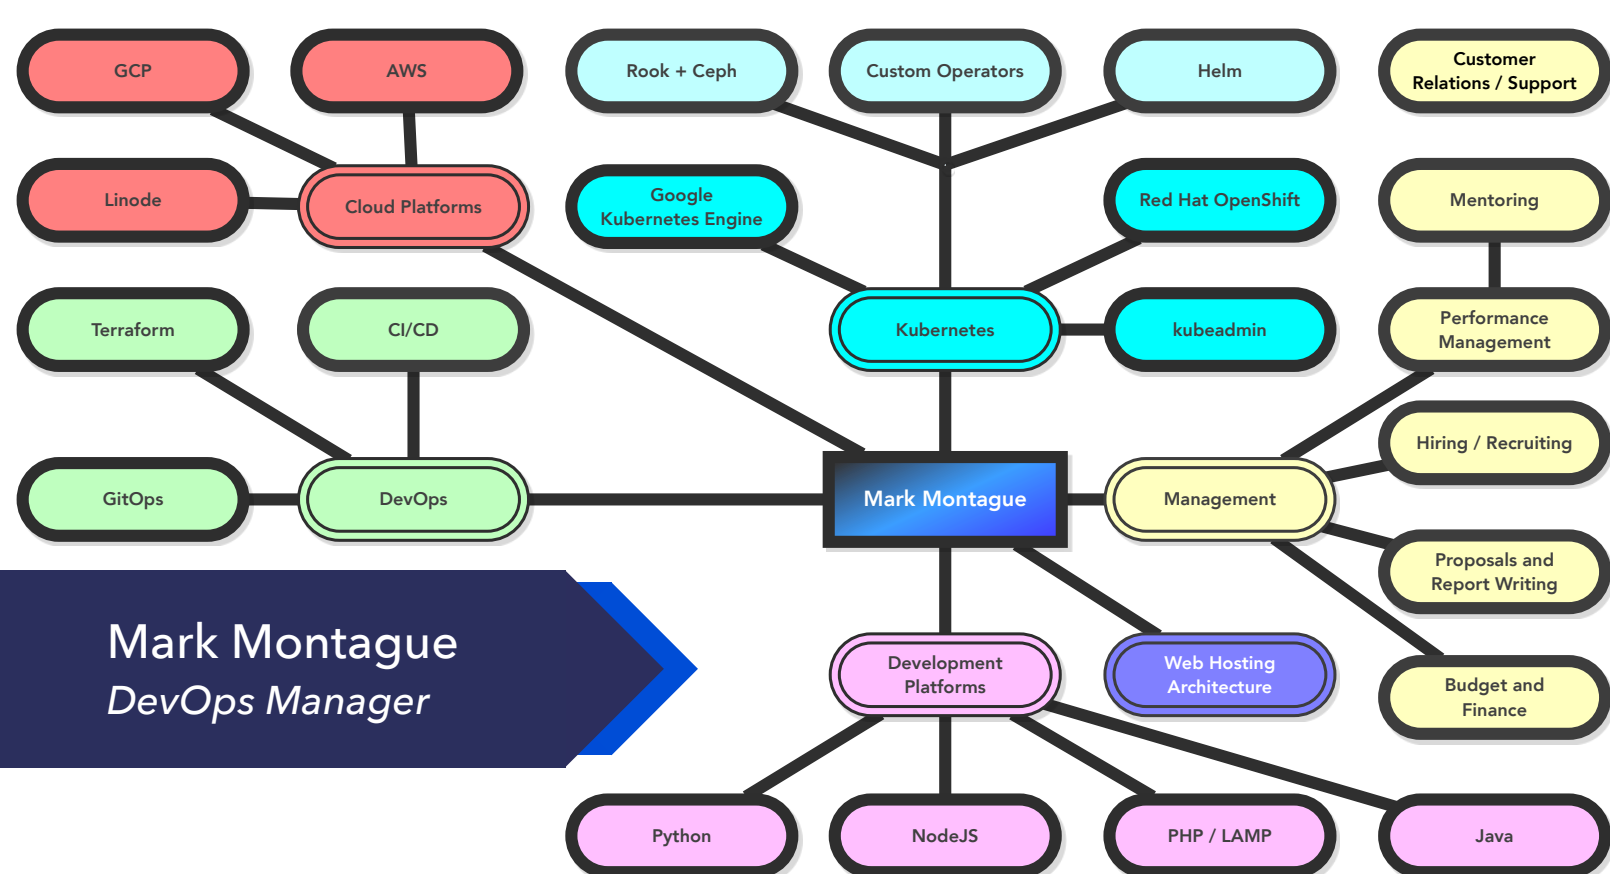 GCP
AWS
Rook + Ceph
Custom Operators
Helm
Customer
Relations / Support
Linode
Cloud Platforms
Google
Kubernetes Engine
Red Hat OpenShift
Mentoring
Terraform
CI/CD
Kubernetes
kubeadmin
Performance
Management
Hiring / Recruiting
GitOps
DevOps
Mark Montague
Management
Proposals and
Report Writing
Mark Montague
DevOps Manager
Development
Platforms
Web Hosting
Architecture
Budget and
Finance
Python
NodeJS
PHP / LAMP
Java